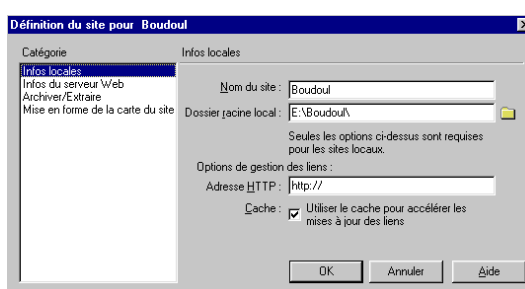 Définition du site pour Boudoul
Catégorie
Infos locales
Infos du serveur Web
Archiver/Extraire
Mise en forme de la carte du site
Infos locales
Nom du site : Boudoul
Dossier racine local : E:\Boudoul\
Seules les options ci-dessus sont requises
pour les sites locaux.
Options de gestion des liens :
Adresse HTTP : http://
Cache : Utiliser le cache pour accélérer les
mises à jour des liens
OK Annuler Aide